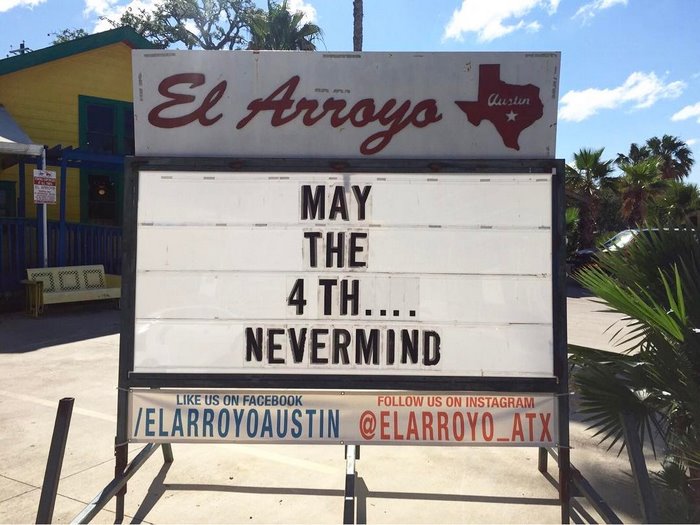 El Arroyo
Austin
MAY
THE
4 TH....
NEVERMIND
LIKE US ON FACEBOOK
/ELARROYOAUSTIN
FOLLOW US ON INSTAGRAM
@ELARROYO_ATX